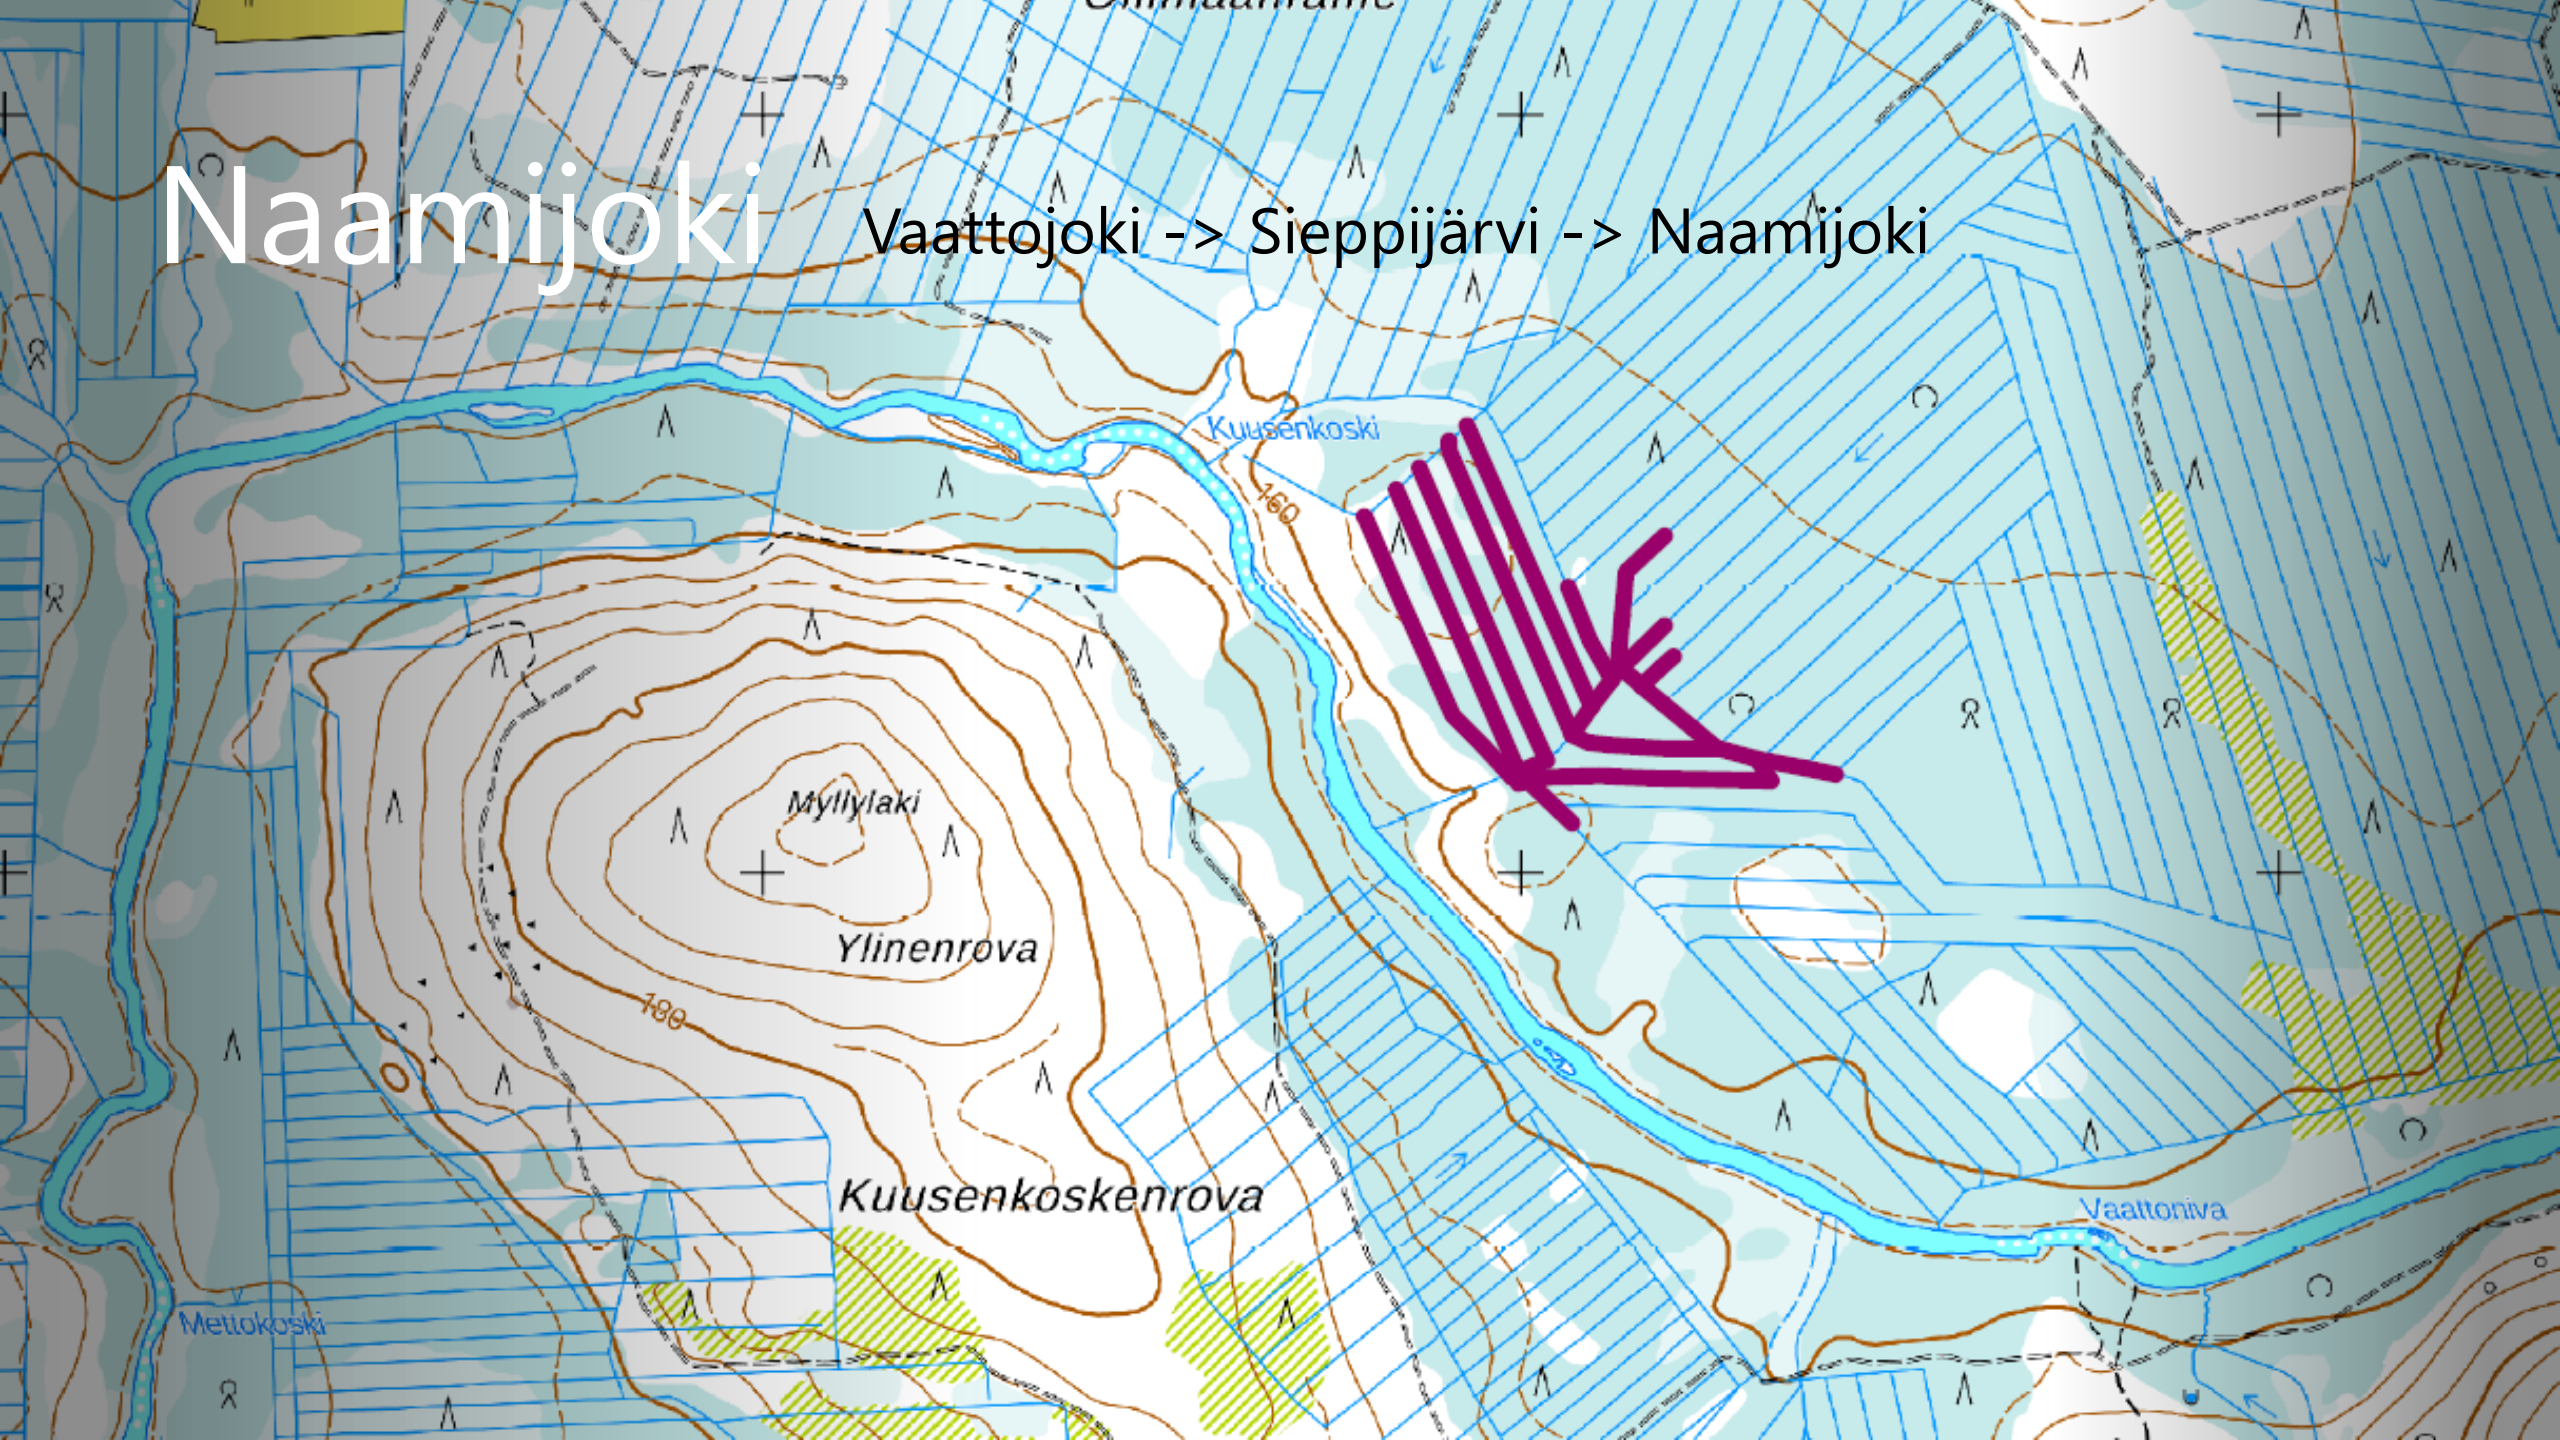 Naamijoki
Vaattojoki -> Sieppijärvi -> Naamijoki
Kuusenkoski
160
Myllylaki
Ylinenrova
180
Kuusenkoskenrova
Vaattoniva
Mettokoski